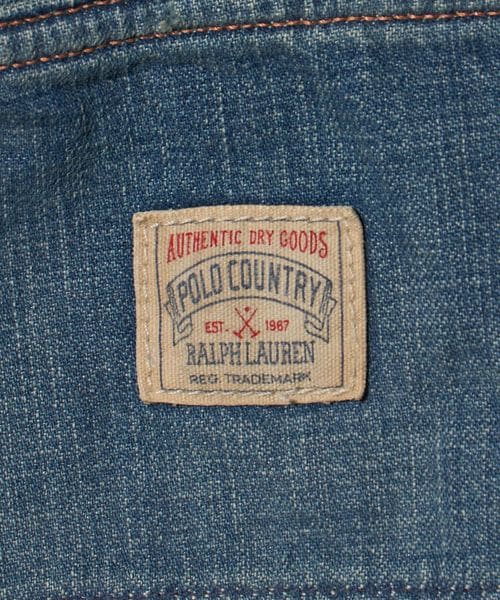 AUTHENTIC DRY GOODS
POLO COUNTRY
EST. 1967
RALPH LAUREN
REG. TRADEMARK